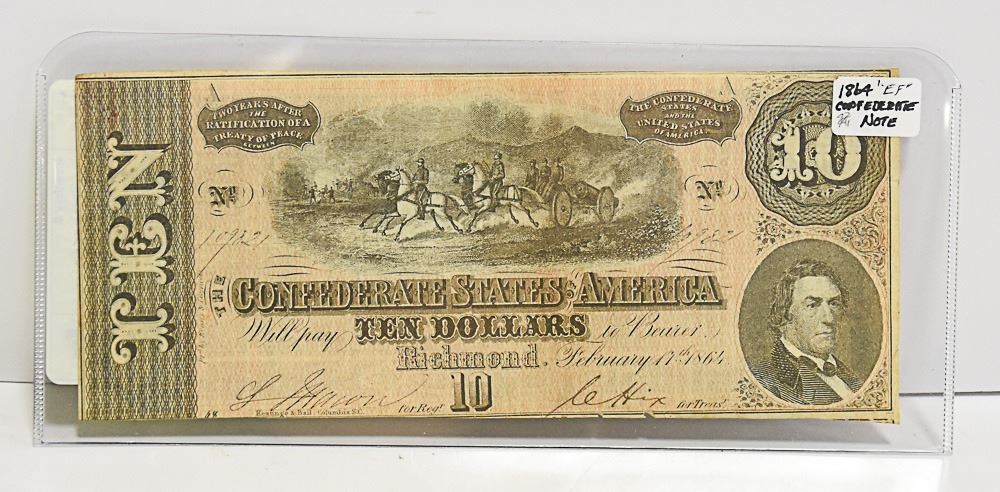 1864 "EF"
CONFEDERATE
NOTE
TWO YEARS AFTER
THE
RATIFICATION OF A
TREATY OF PEACE
BETWEEN
THE CONFEDERATE
STATES
AND THE
UNITED STATES
OF AMERICA
TEN
10
No
No
THE
CONFEDERATE STATES OF AMERICA
Will pay TEN DOLLARS to Bearer
Richmond. February 17th 1864
10
for Regr.
for Treasr.
Keatinge & Ball, Columbia S.C.